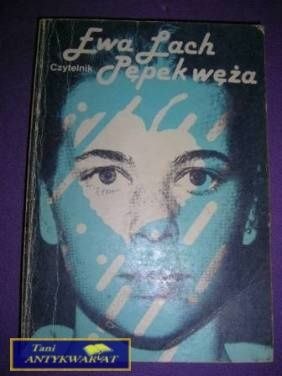 Ewa Lach
Czytelnik
Pępek węża
Tani
ANTYKWARIAT